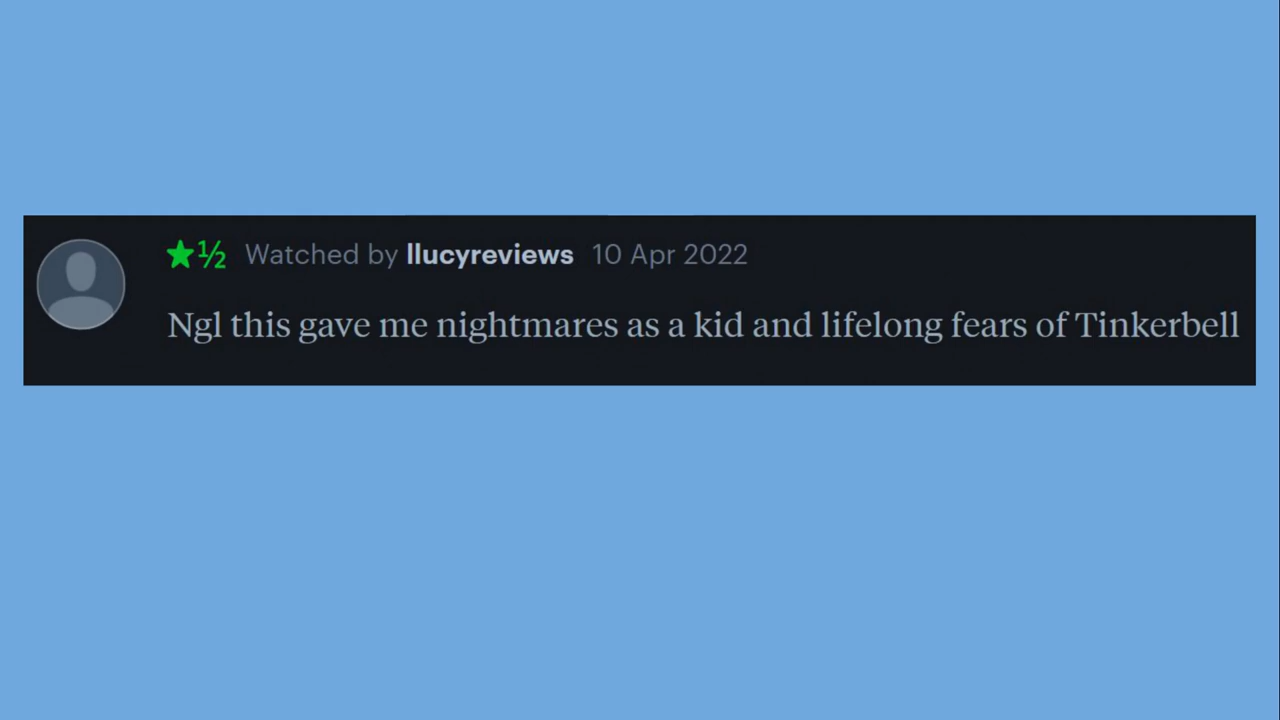 ★½ Watched by llucyreviews 10 Apr 2022
Ngl this gave me nightmares as a kid and lifelong fears of Tinkerbell